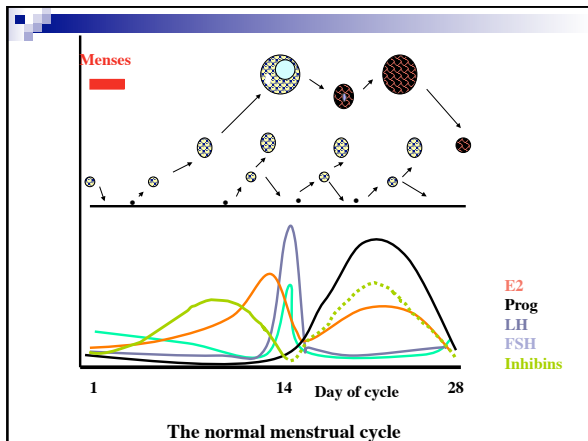 Menses
E2
Prog
LH
FSH
Inhibins
1
14
Day of cycle
28
The normal menstrual cycle